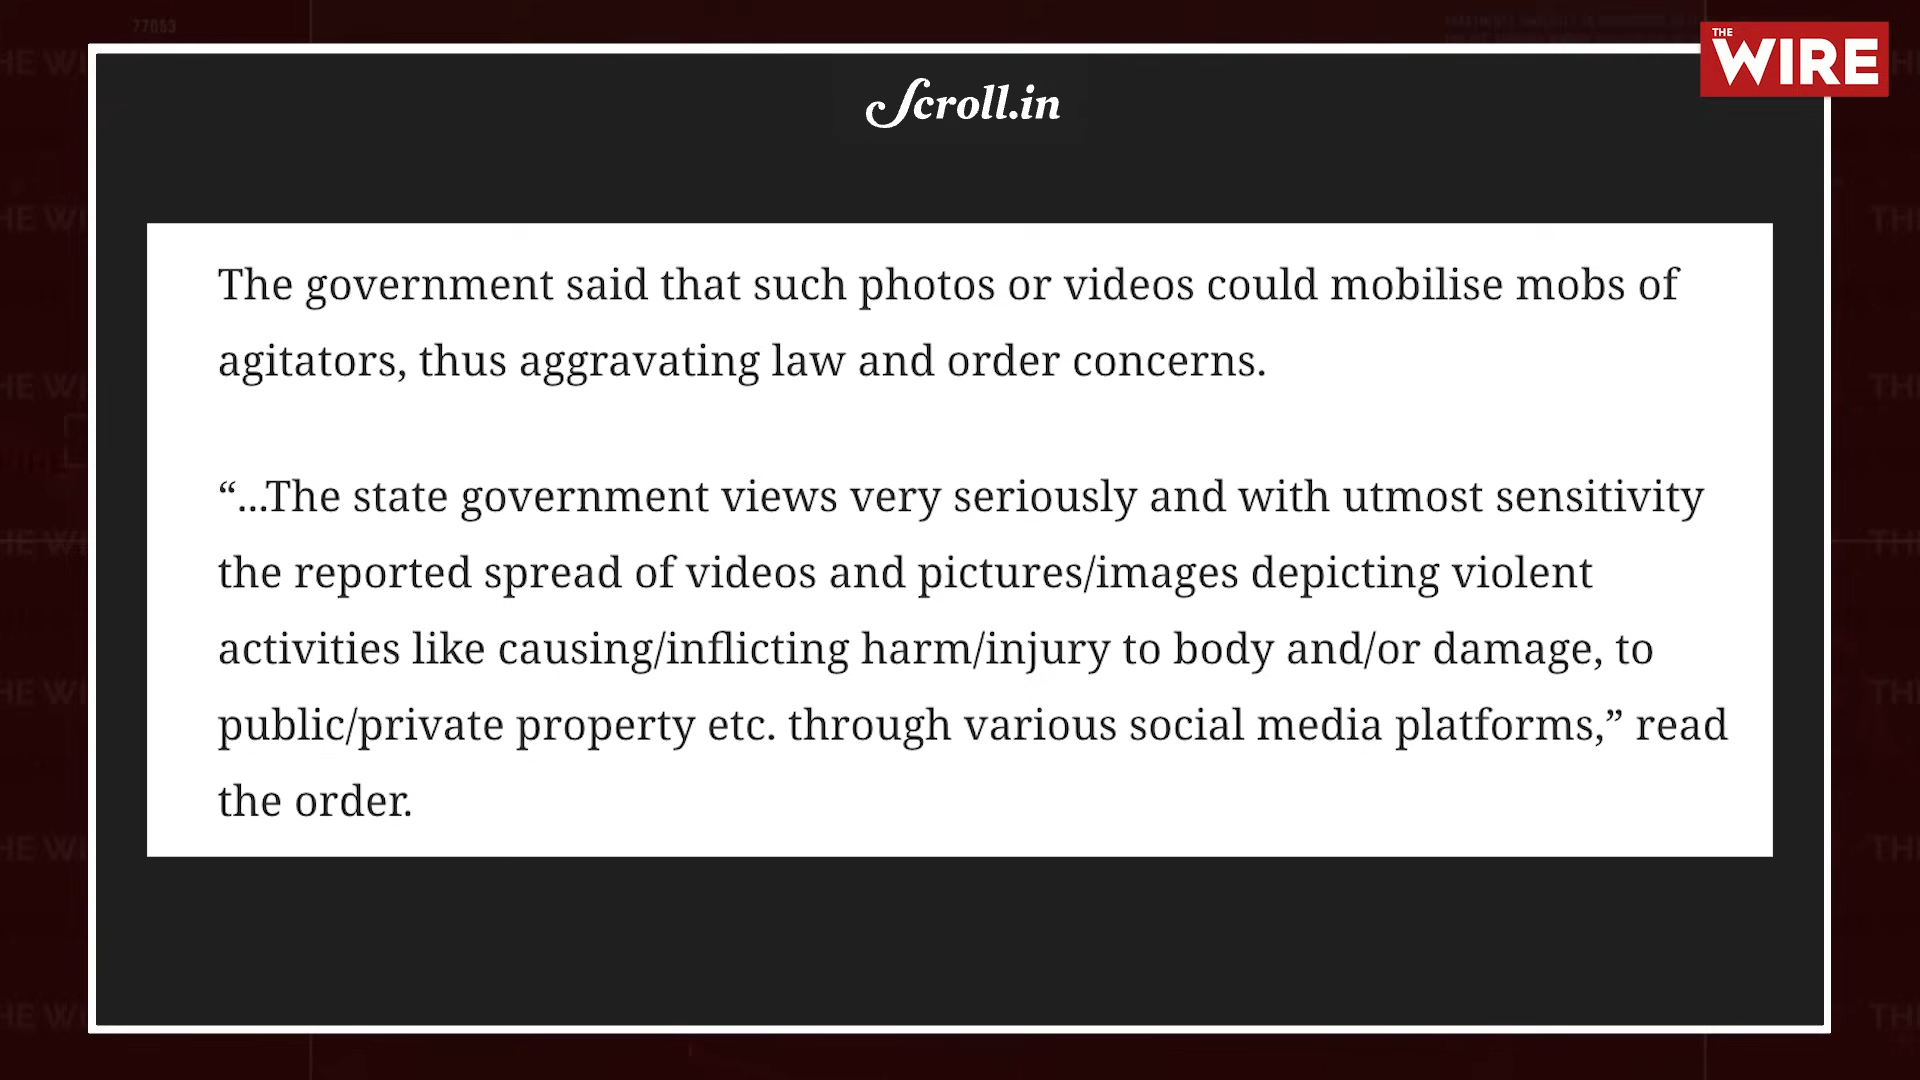 77053
THE WIRE
Scroll.in
The government said that such photos or videos could mobilise mobs of
agitators, thus aggravating law and order concerns.
“...The state government views very seriously and with utmost sensitivity
the reported spread of videos and pictures/images depicting violent
activities like causing/inflicting harm/injury to body and/or damage, to
public/private property etc. through various social media platforms,” read
the order.